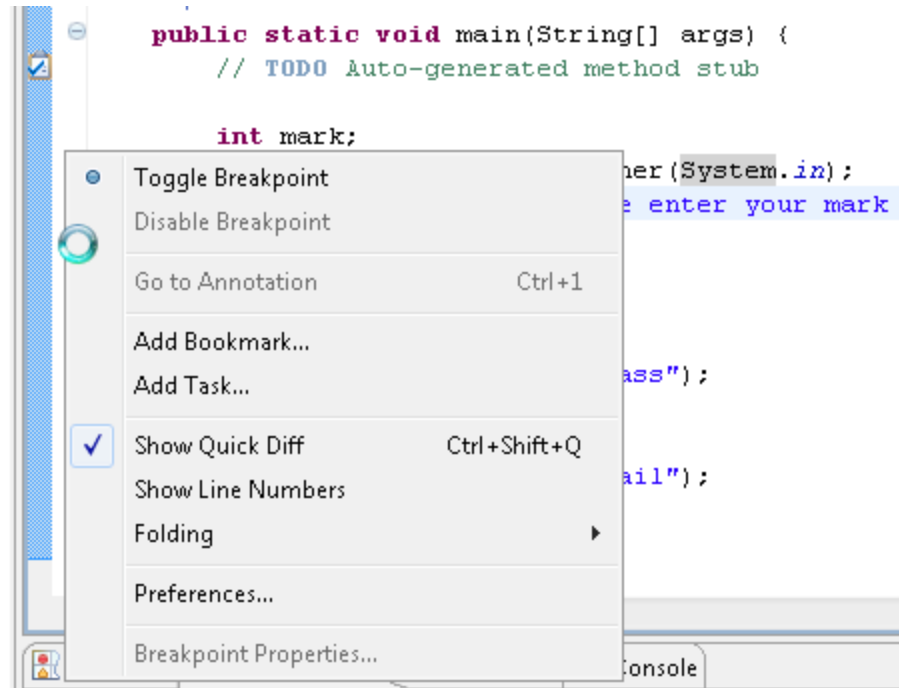 public static void main(String[] args) {
// TODO Auto-generated method stub
int mark;
ner(System.in);
e enter your mark
ass");
ail");
Toggle Breakpoint
Disable Breakpoint
Go to Annotation Ctrl+1
Add Bookmark...
Add Task...
Show Quick Diff Ctrl+Shift+Q
Show Line Numbers
Folding
Preferences...
Breakpoint Properties...
Console